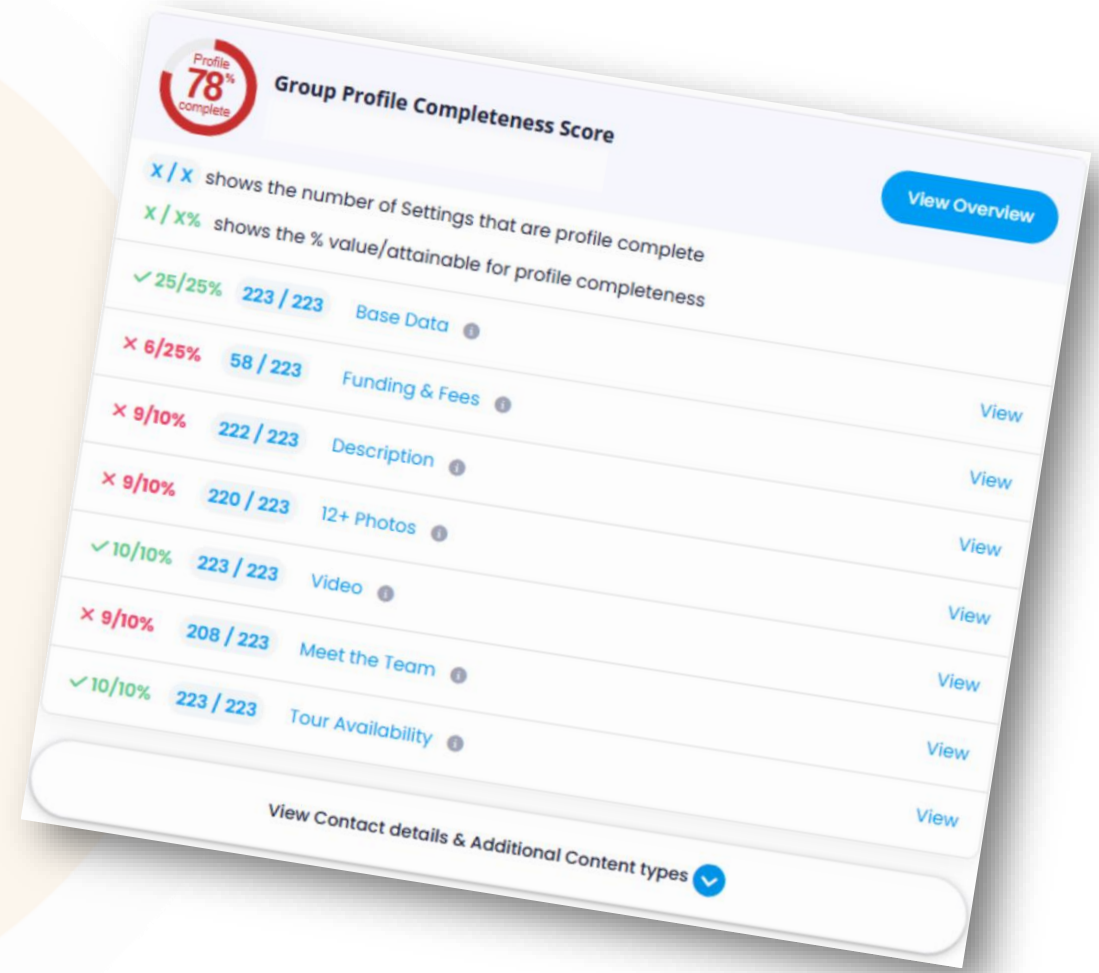 Profile
78%
complete
Group Profile Completeness Score
View Overview
X / X shows the number of Settings that are profile complete
X / X% shows the % value/attainable for profile completeness
✓ 25/25% 223 / 223 Base Data i View
✕ 6/25% 58 / 223 Funding & Fees i View
✕ 9/10% 222 / 223 Description i View
✕ 9/10% 220 / 223 12+ Photos i View
✓ 10/10% 223 / 223 Video i View
✕ 9/10% 208 / 223 Meet the Team i View
✓ 10/10% 223 / 223 Tour Availability i View
View Contact details & Additional Content types